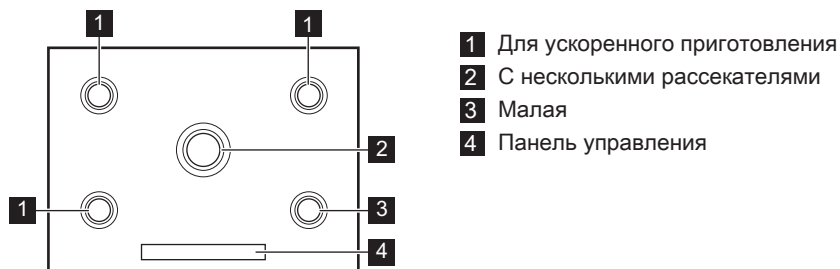 1 1
2
1 3
4
1 Для ускоренного приготовления
2 С несколькими рассекателями
3 Малая
4 Панель управления